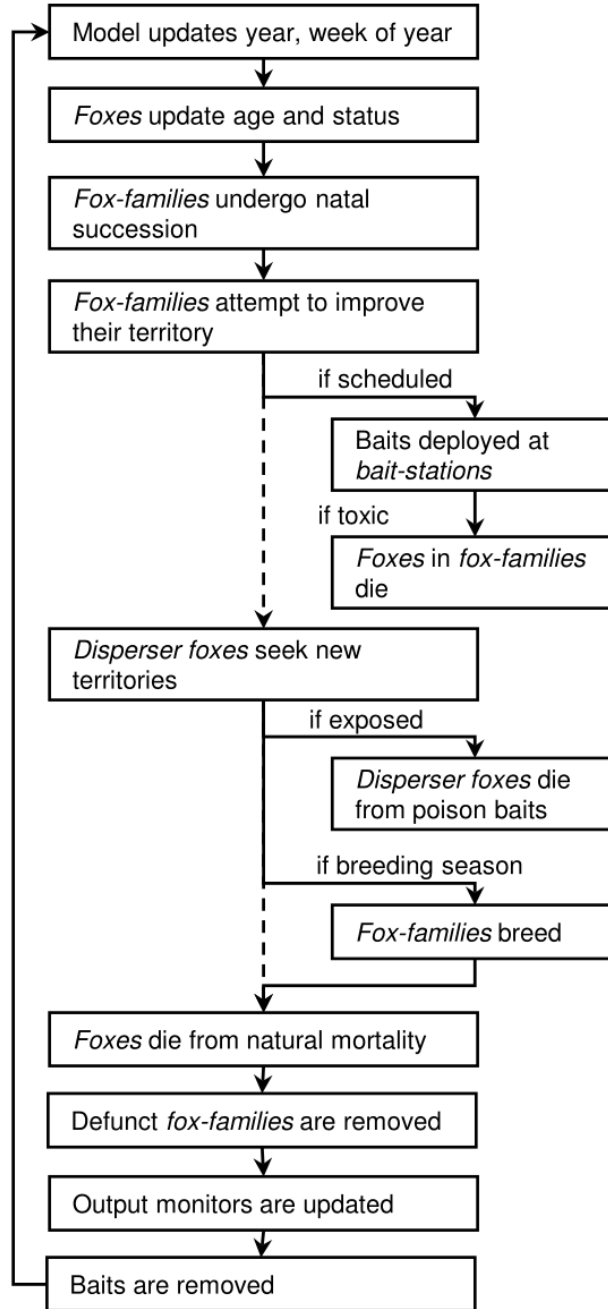 Model updates year, week of year
Foxes update age and status
Fox-families undergo natal
succession
Fox-families attempt to improve
their territory
if scheduled
Baits deployed at
bait-stations
if toxic
Foxes in fox-families
die
Disperser foxes seek new
territories
if exposed
Disperser foxes die
from poison baits
if breeding season
Fox-families breed
Foxes die from natural mortality
Defunct fox-families are removed
Output monitors are updated
Baits are removed